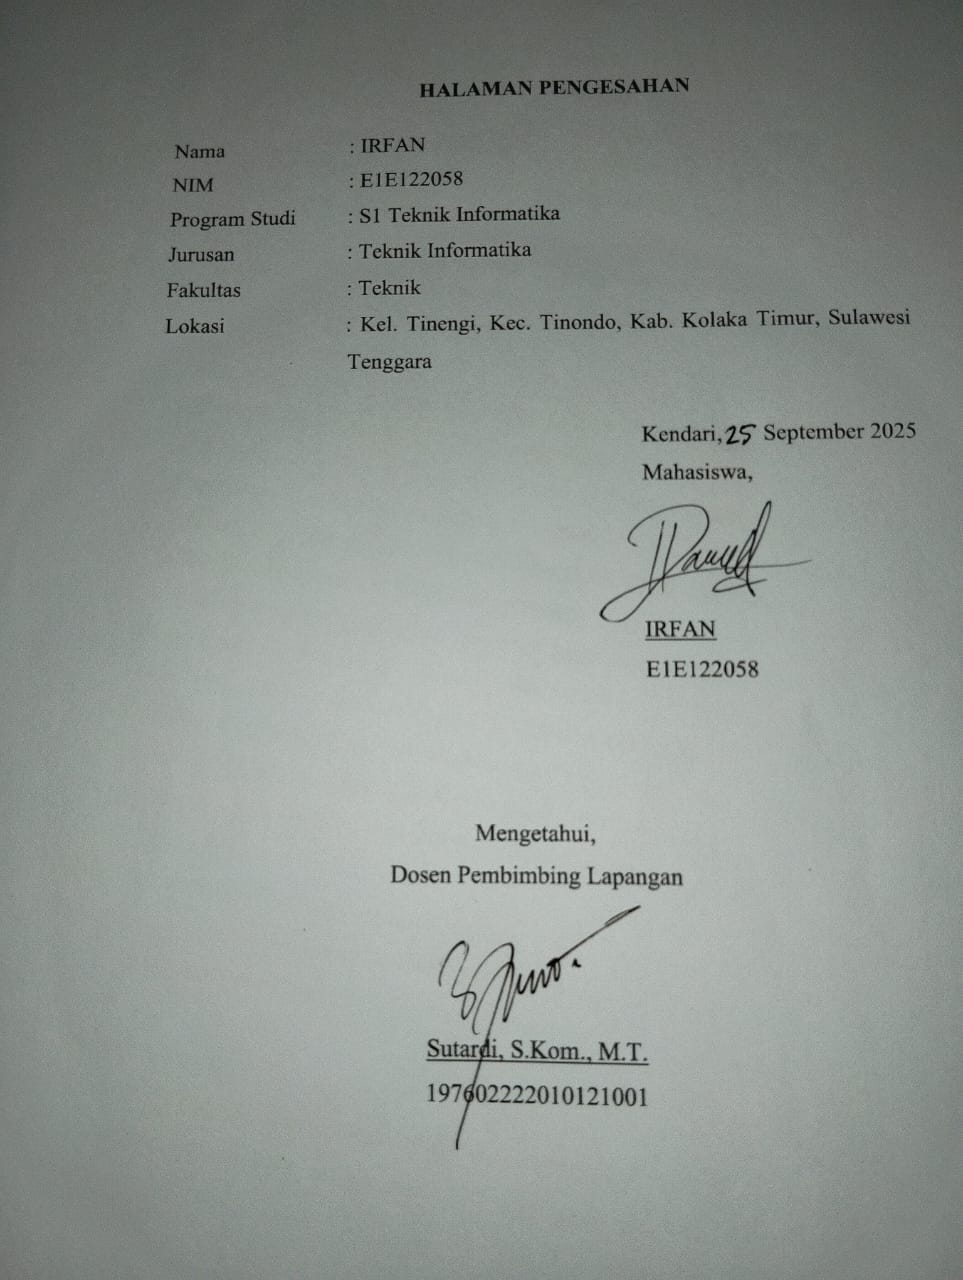 HALAMAN PENGESAHAN
Nama : IRFAN
NIM : E1E122058
Program Studi : S1 Teknik Informatika
Jurusan : Teknik Informatika
Fakultas : Teknik
Lokasi : Kel. Tinengi, Kec. Tinondo, Kab. Kolaka Timur, Sulawesi
Tenggara
Kendari, 25 September 2025
Mahasiswa,
IRFAN
E1E122058
Mengetahui,
Dosen Pembimbing Lapangan
Sutardi, S.Kom., M.T.
197602222010121001